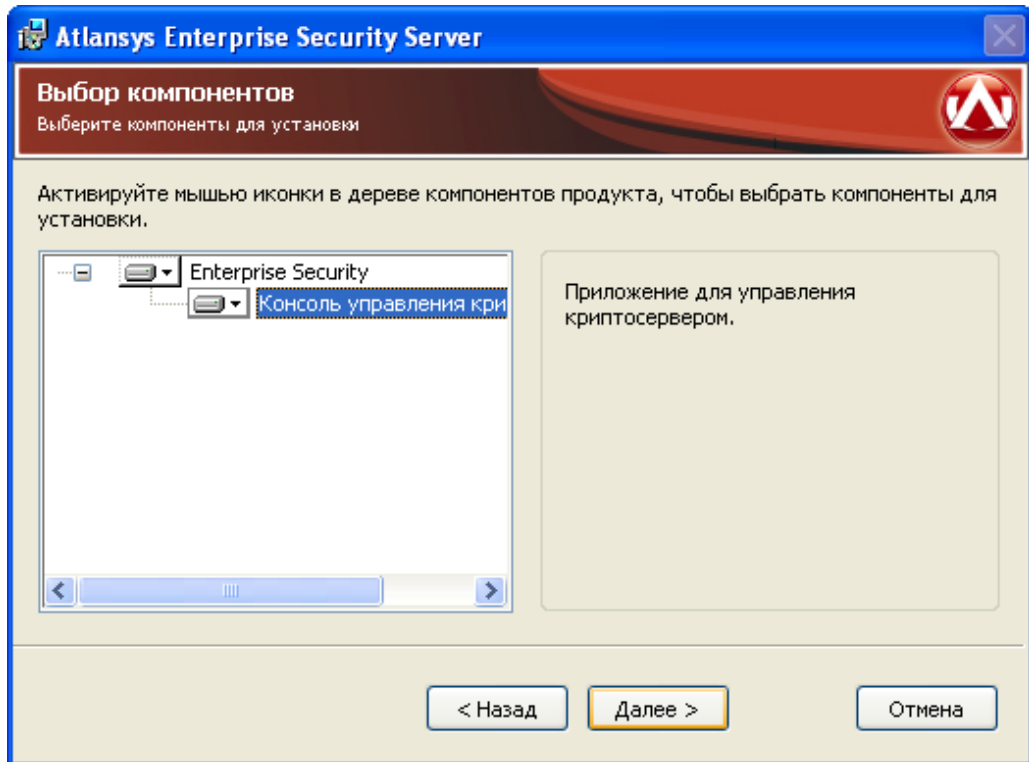 Atlansys Enterprise Security Server
Выбор компонентов
Выберите компоненты для установки
Активируйте мышью иконки в дереве компонентов продукта, чтобы выбрать компоненты для
установки.
Enterprise Security
Консоль управления кри
Приложение для управления
криптосервером.
< Назад
Далее >
Отмена